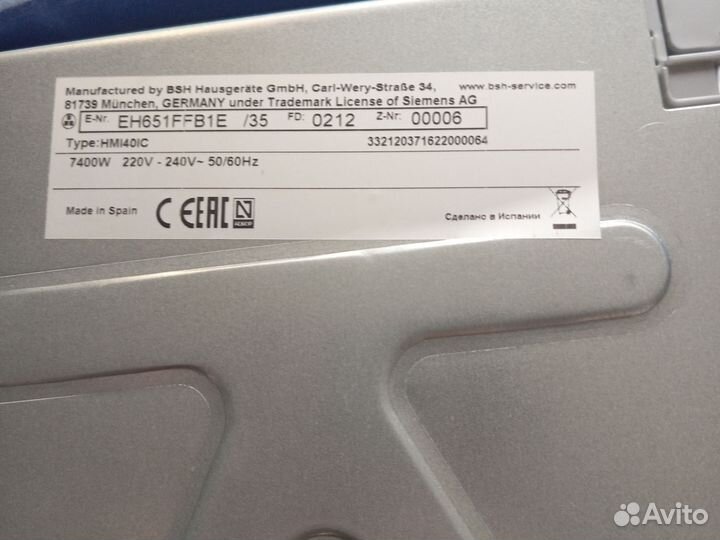 Manufactured by BSH Hausgeräte GmbH, Carl-Wery-Straße 34, www.bsh-service.com
81739 München, GERMANY under Trademark License of Siemens AG
E-Nr. EH651FFB1E /35 FD: 0212 Z-Nr: 00006
Type:HMI40IC 332120371622000064
7400W 220V - 240V~ 50/60Hz
Made in Spain CE EAC Сделано в Испании
Avito